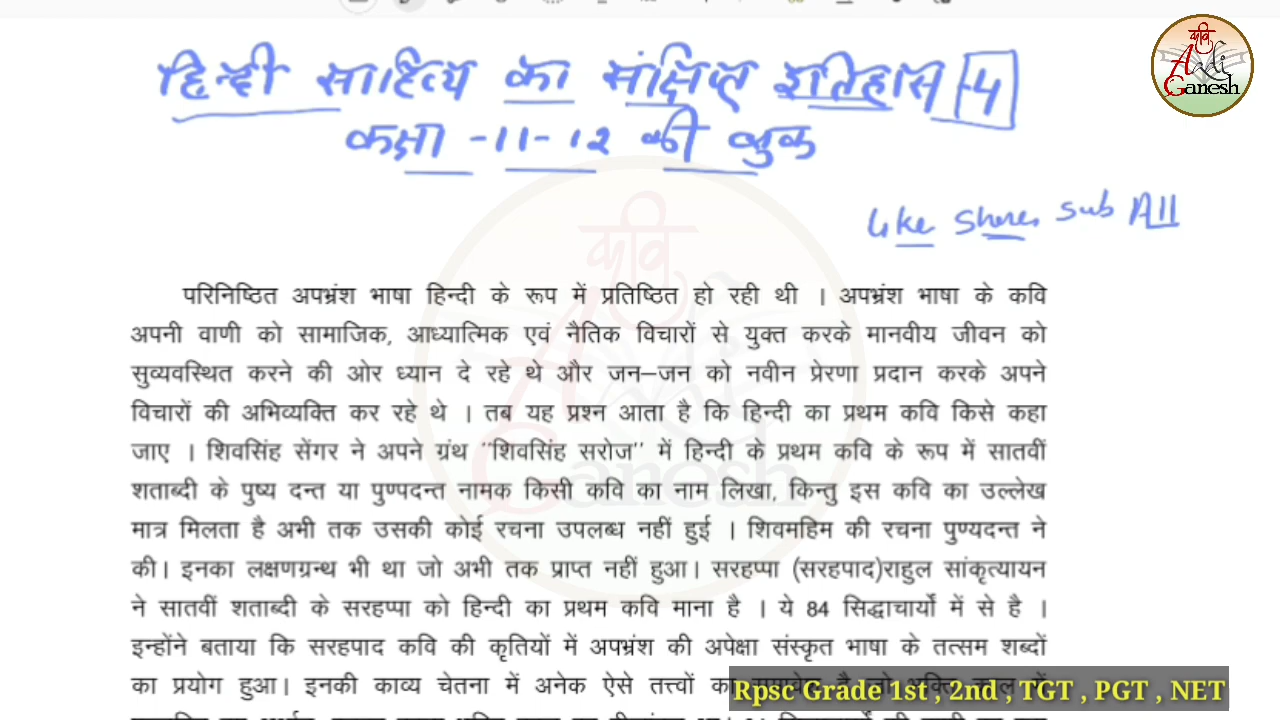 हिन्दी साहित्य का संक्षिप्त इतिहास -4
कक्षा -11-12 की बुक
कवि
Aadi
Ganesh
Like Share Sub All
परिनिष्ठित अपभ्रंश भाषा हिन्दी के रूप में प्रतिष्ठित हो रही थी । अपभ्रंश भाषा के कवि
अपनी वाणी को सामाजिक, आध्यात्मिक एवं नैतिक विचारों से युक्त करके मानवीय जीवन को
सुव्यवस्थित करने की ओर ध्यान दे रहे थे और जन–जन को नवीन प्रेरणा प्रदान करके अपने
विचारों की अभिव्यक्ति कर रहे थे । तब यह प्रश्न आता है कि हिन्दी का प्रथम कवि किसे कहा
जाए । शिवसिंह सेंगर ने अपने ग्रंथ "शिवसिंह सरोज" में हिन्दी के प्रथम कवि के रूप में सातवीं
शताब्दी के पुष्य दन्त या पुण्पदन्त नामक किसी कवि का नाम लिखा, किन्तु इस कवि का उल्लेख
मात्र मिलता है अभी तक उसकी कोई रचना उपलब्ध नहीं हुई । शिवमहिम की रचना पुण्यदन्त ने
की। इनका लक्षणग्रन्थ भी था जो अभी तक प्राप्त नहीं हुआ। सरहप्पा (सरहपाद)राहुल सांकृत्यायन
ने सातवीं शताब्दी के सरहप्पा को हिन्दी का प्रथम कवि माना है । ये 84 सिद्धाचार्यो में से है ।
इन्होंने बताया कि सरहपाद कवि की कृतियों में अपभ्रंश की अपेक्षा संस्कृत भाषा के तत्सम शब्दों
का प्रयोग हुआ। इनकी काव्य चेतना में अनेक ऐसे तत्त्वों का
Rpsc Grade 1st , 2nd , TGT , PGT , NET